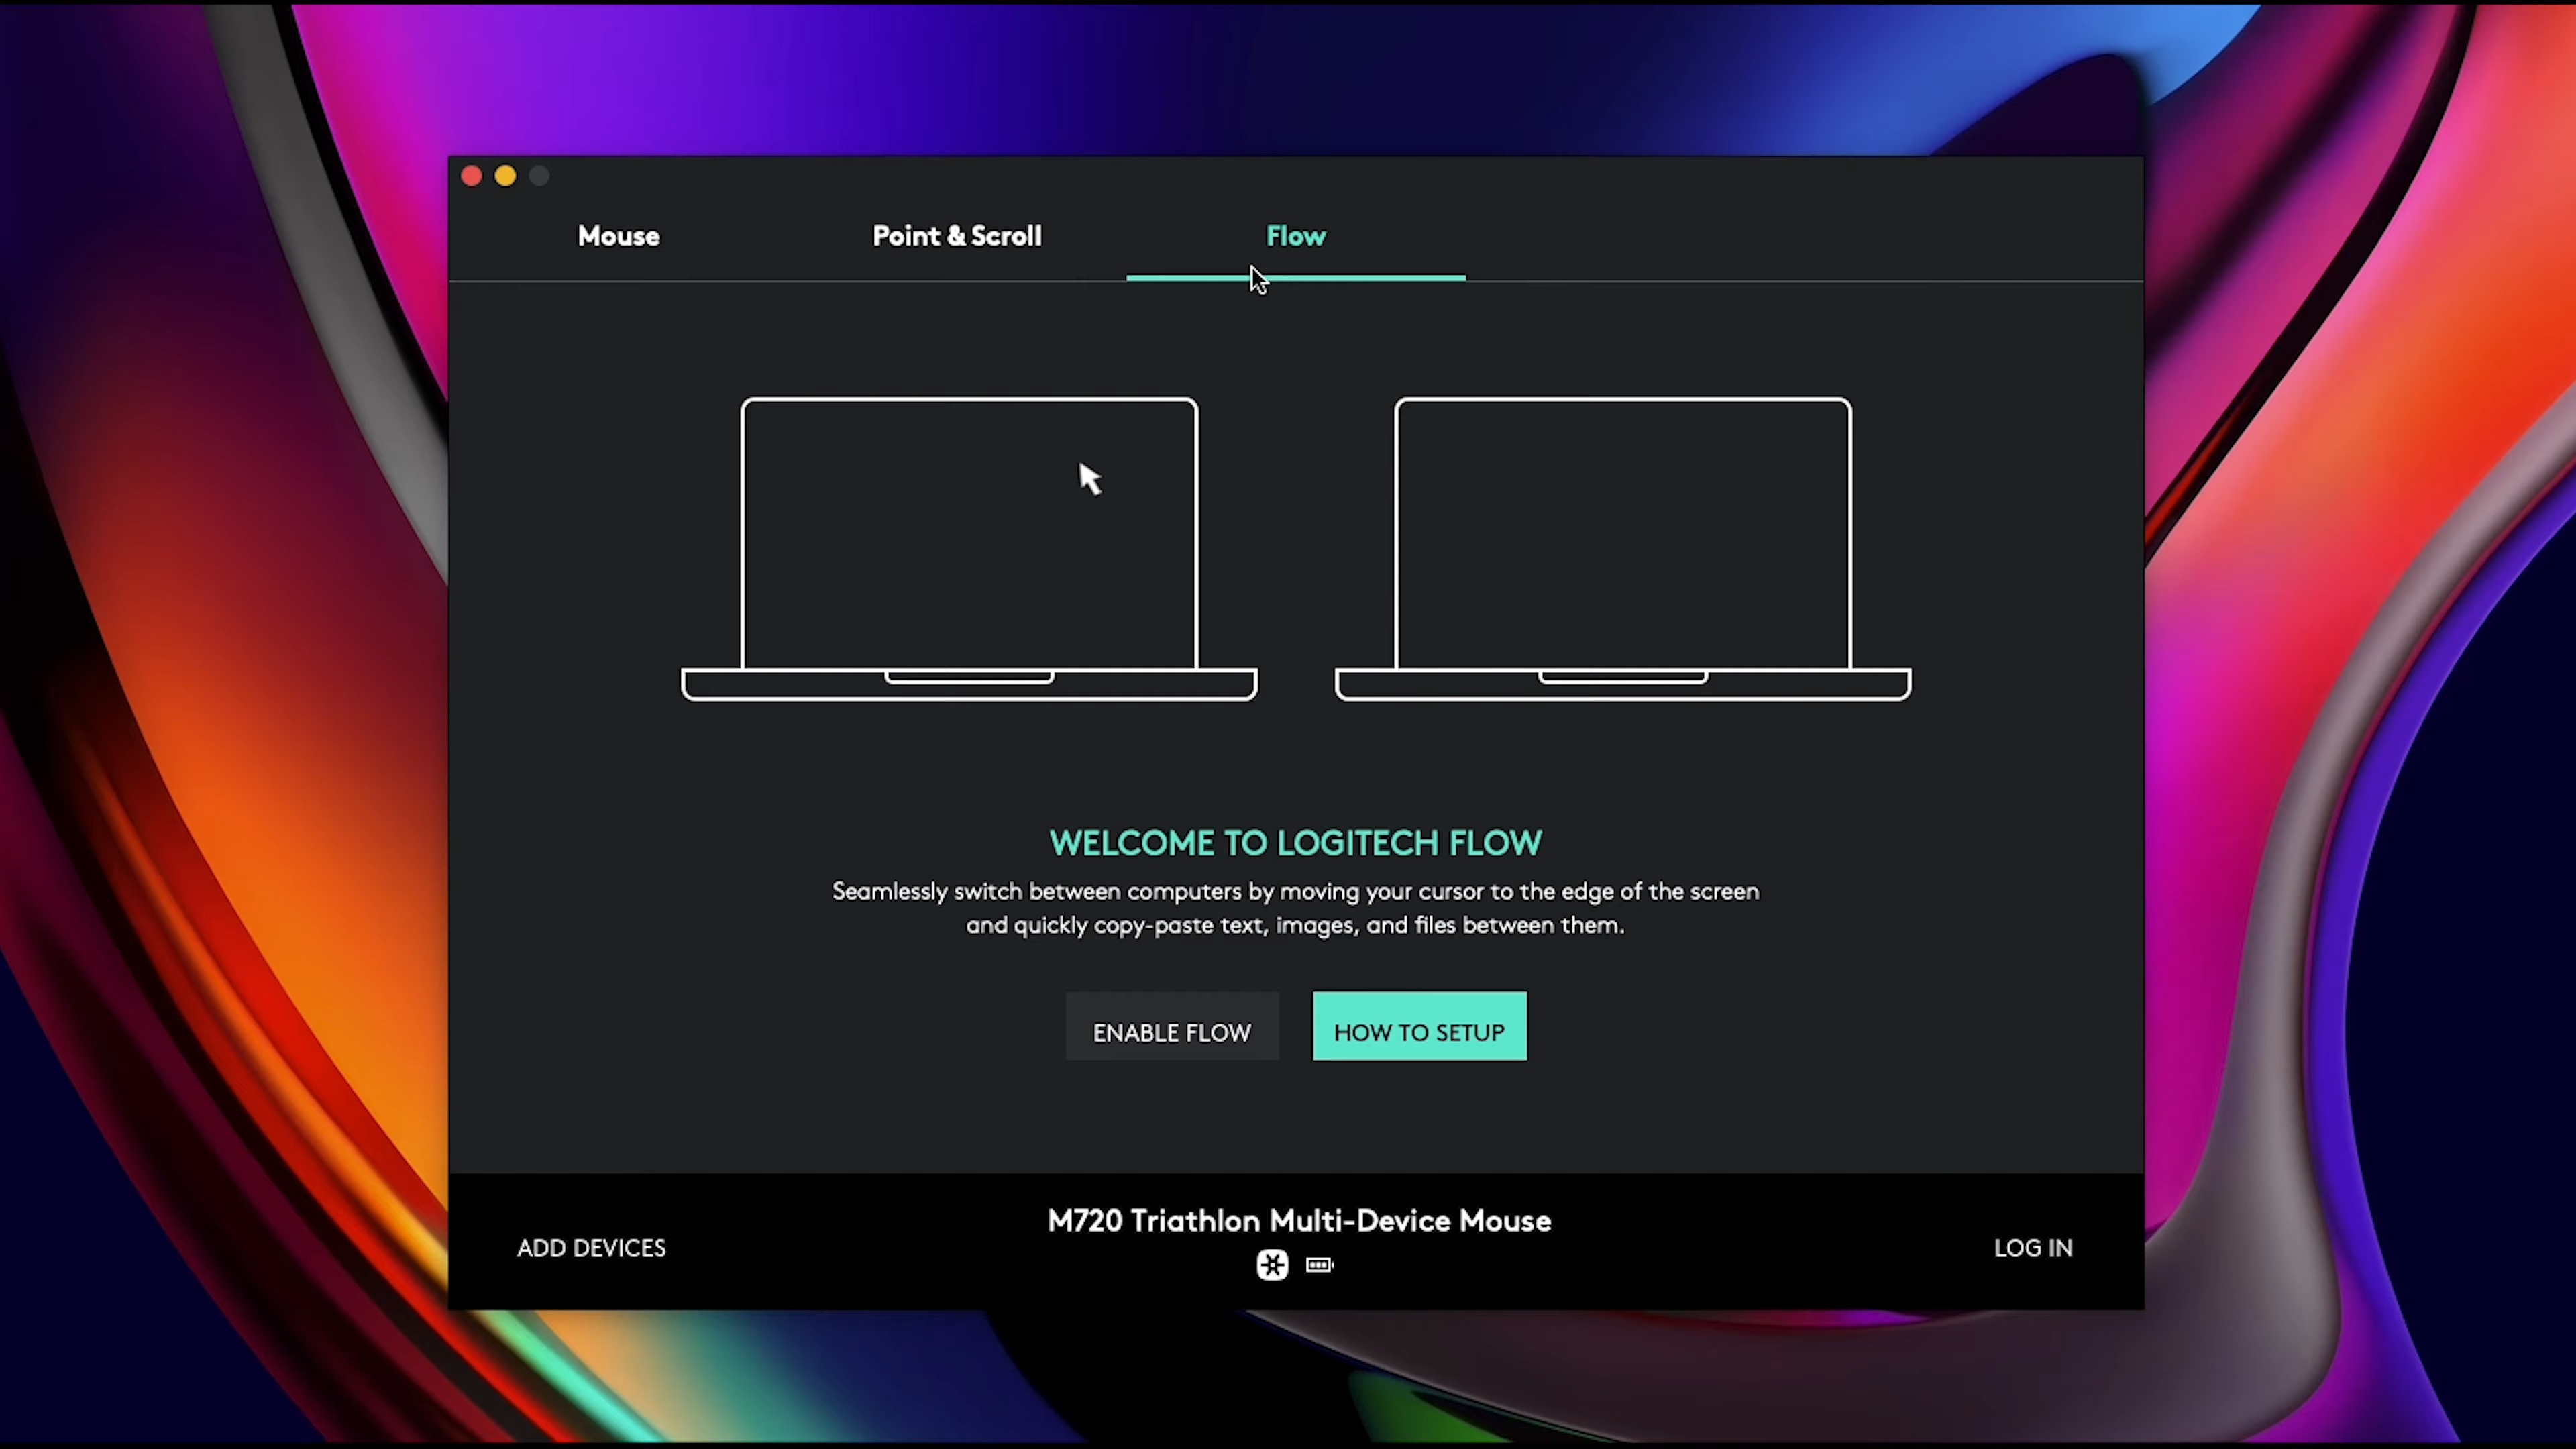 Mouse
Point & Scroll
Flow
WELCOME TO LOGITECH FLOW
Seamlessly switch between computers by moving your cursor to the edge of the screen
and quickly copy-paste text, images, and files between them.
ENABLE FLOW
HOW TO SETUP
ADD DEVICES
M720 Triathlon Multi-Device Mouse
LOG IN